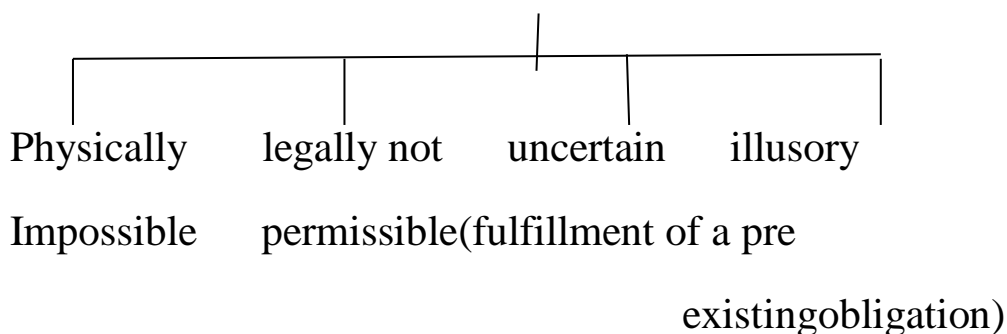 Physically legally not uncertain illusory
Impossible permissible(fulfillment of a pre
existingobligation)